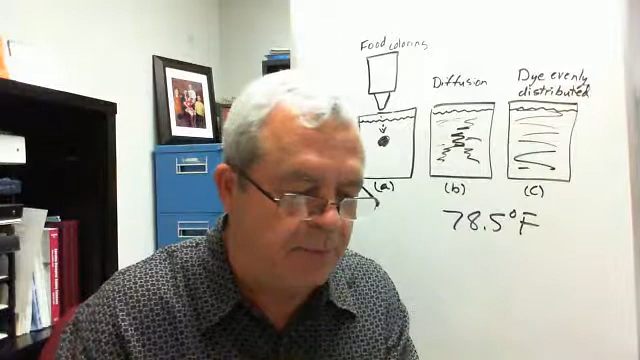 Food coloring
Diffusion
Dye evenly
distributed
(a)
(b)
(c)
78.5°F